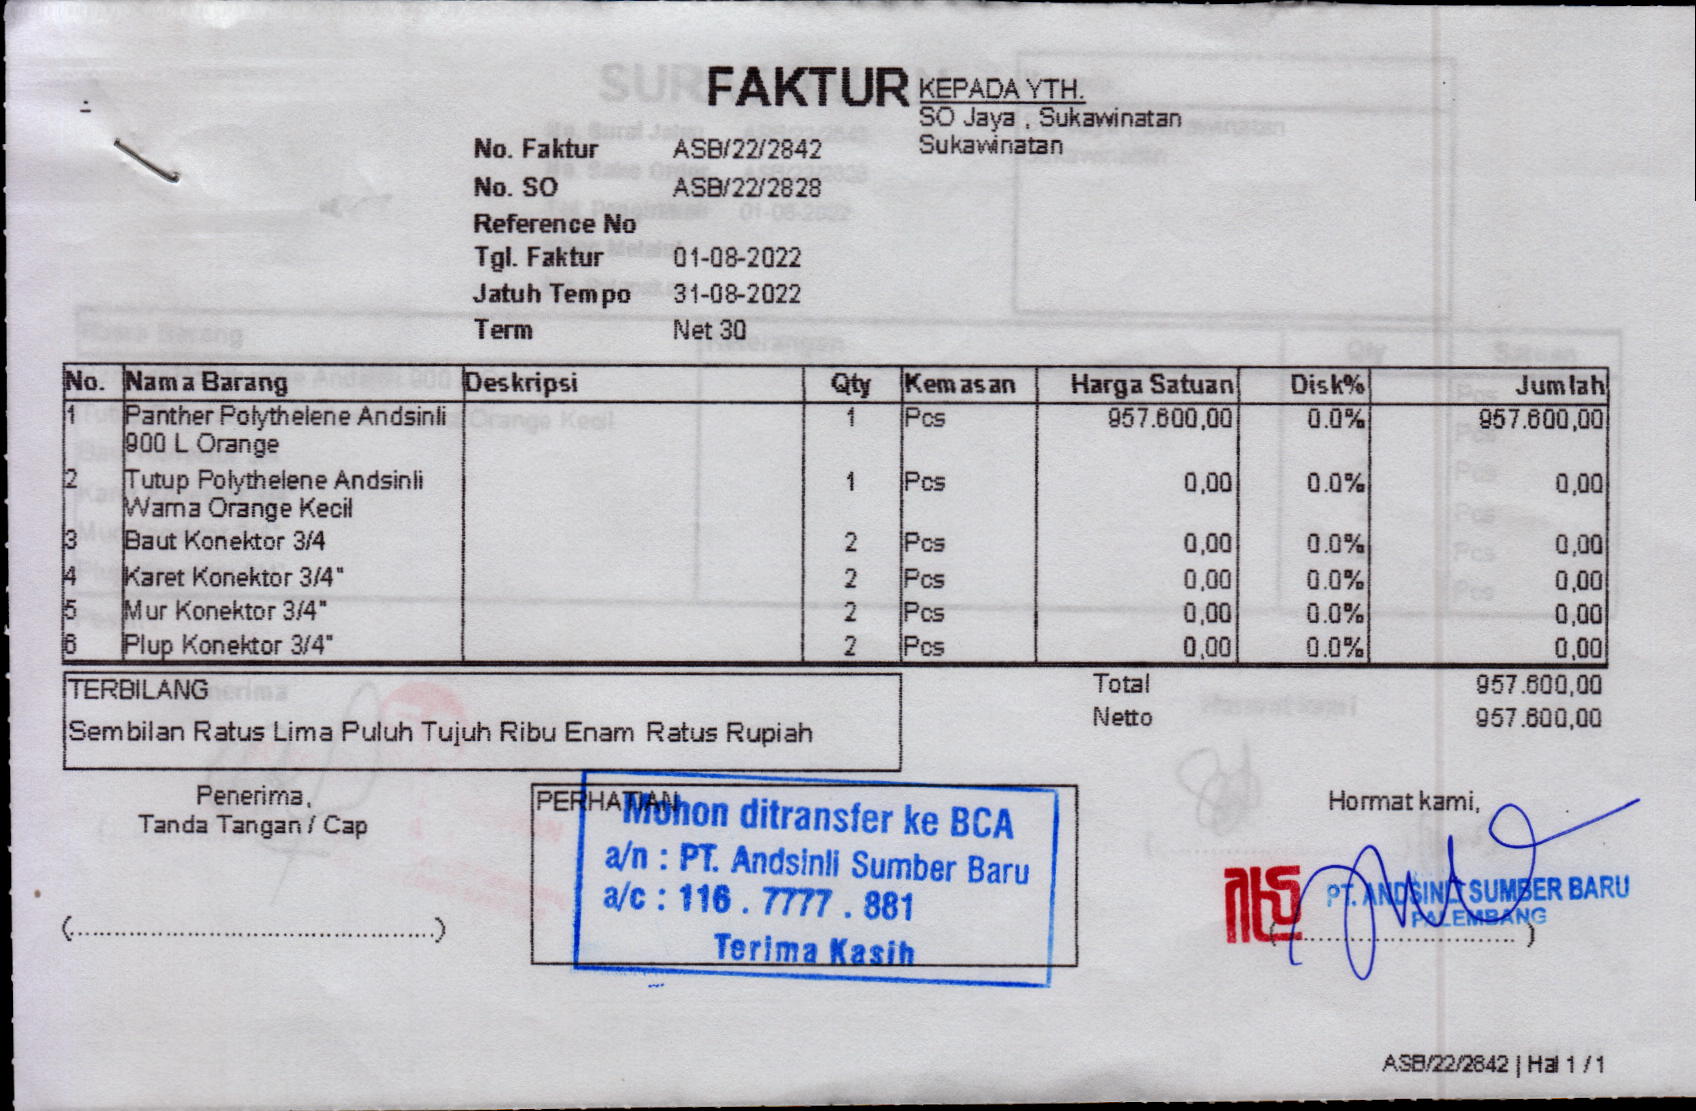 FAKTUR
KEPADA YTH.
SO Jaya , Sukawinatan
Sukawinatan
No. Faktur ASB/22/2842
No. SO ASB/22/2828
Reference No
Tgl. Faktur 01-08-2022
Jatuh Tempo 31-08-2022
Term Net 30
No. Nama Barang Deskripsi Qty Kemasan Harga Satuan Disk% Jumlah
1 Panther Polythelene Andsinli 1 Pcs 957.600,00 0.0% 957.600,00
900 L Orange
2 Tutup Polythelene Andsinli 1 Pcs 0,00 0.0% 0,00
Warna Orange Kecil
3 Baut Konektor 3/4 2 Pcs 0,00 0.0% 0,00
4 Karet Konektor 3/4" 2 Pcs 0,00 0.0% 0,00
5 Mur Konektor 3/4" 2 Pcs 0,00 0.0% 0,00
6 Plup Konektor 3/4" 2 Pcs 0,00 0.0% 0,00
TERBILANG
Sembilan Ratus Lima Puluh Tujuh Ribu Enam Ratus Rupiah
Total 957.600,00
Netto 957.600,00
Penerima,
Tanda Tangan / Cap
(................................................)
PERHATIAN
Mohon ditransfer ke BCA
a/n : PT. Andsinli Sumber Baru
a/c : 116 . 7777 . 881
Terima Kasih
Hormat kami,
PT. ANDSINLI SUMBER BARU
PALEMBANG
(................................)
ASB/22/2842 | Hal 1 / 1